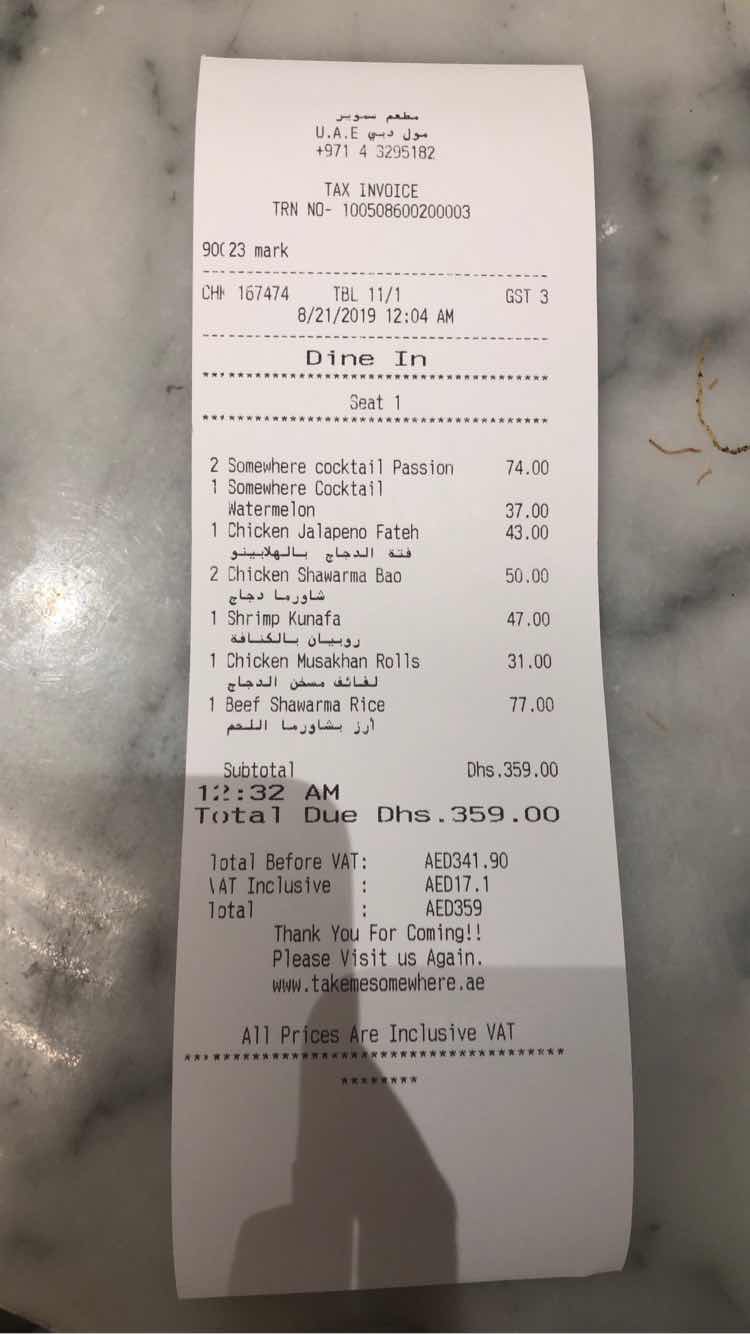 مطعم سموير
مول دبي U.A.E
+971 4 3295182
TAX INVOICE
TRN NO- 100508600200003
23 mark
167474 TBL 11/1 GST 3
8/21/2019 12:04 AM
Dine In
Seat 1
2 Somewhere cocktail Passion 74.00
1 Somewhere Cocktail
Watermelon 37.00
1 Chicken Jalapeno Fateh 43.00
فتة الدجاج بالهلابينو
2 Chicken Shawarma Bao 50.00
شاورما دجاج
1 Shrimp Kunafa 47.00
روبيان بالكنافة
1 Chicken Musakhan Rolls 31.00
لفائف مسخن الدجاج
1 Beef Shawarma Rice 77.00
أرز بشاورما اللحم
Subtotal Dhs.359.00
12:32 AM
Total Due Dhs.359.00
Total Before VAT: AED341.90
VAT Inclusive : AED17.1
Total : AED359
Thank You For Coming!!
Please Visit us Again.
www.takemesomewhere.ae
All Prices Are Inclusive VAT